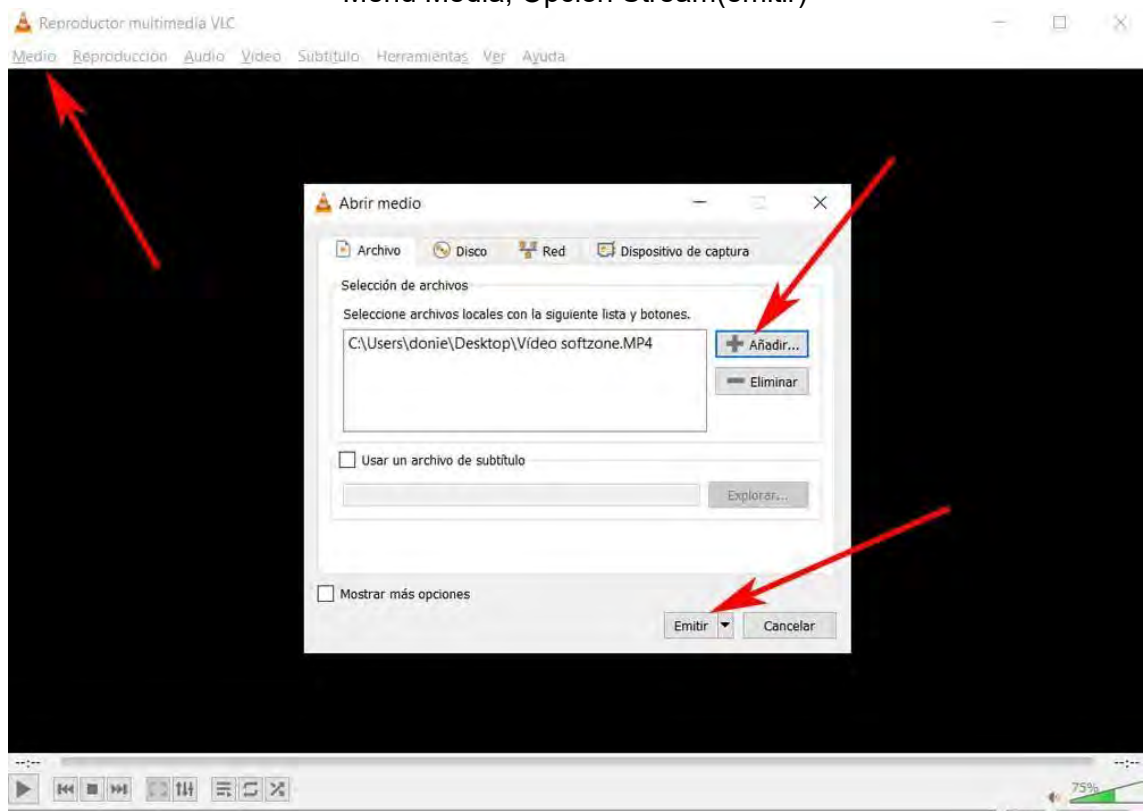 Menú Media, Opción Stream(emitir)
Reproductor multimedia VLC
Medio Reproducción Audio Vídeo Subtítulo Herramientas Ver Ayuda
Abrir medio
Archivo Disco Red Dispositivo de captura
Selección de archivos
Seleccione archivos locales con la siguiente lista y botones.
C:\Users\donie\Desktop\Vídeo softzone.MP4
Añadir...
Eliminar
Usar un archivo de subtítulo
Explorar...
Mostrar más opciones
Emitir Cancelar
--:-- --:--
75%